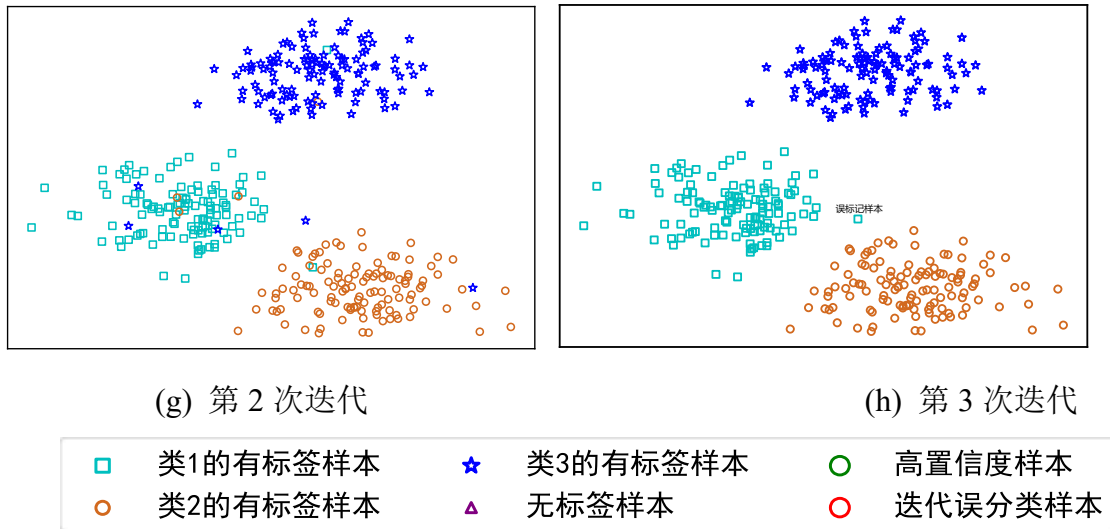 误标记样本
(g) 第 2 次迭代
(h) 第 3 次迭代
类1的有标签样本
类3的有标签样本
高置信度样本
类2的有标签样本
无标签样本
迭代误分类样本